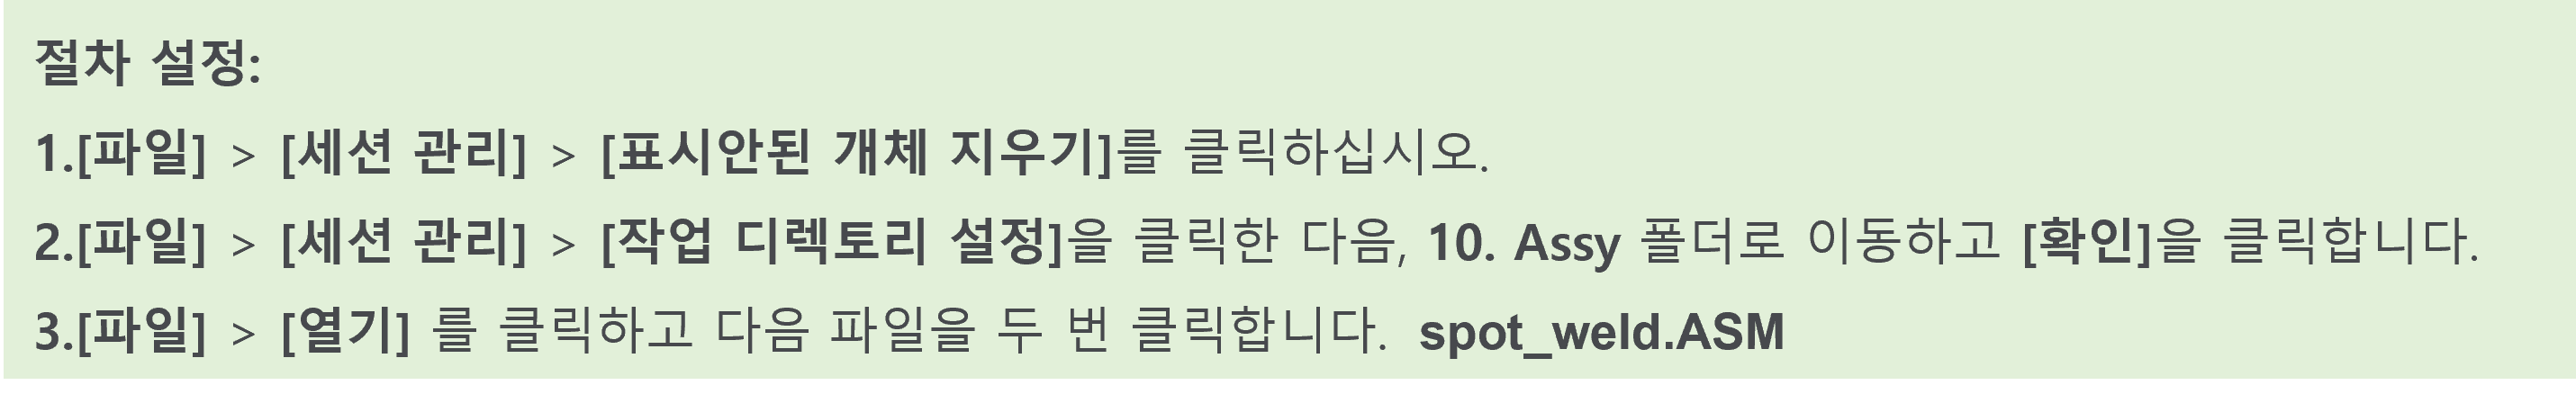 절차 설정:
1.[파일] > [세션 관리] > [표시안된 개체 지우기]를 클릭하십시오.
2.[파일] > [세션 관리] > [작업 디렉토리 설정]을 클릭한 다음, 10. Assy 폴더로 이동하고 [확인]을 클릭합니다.
3.[파일] > [열기] 를 클릭하고 다음 파일을 두 번 클릭합니다. spot_weld.ASM